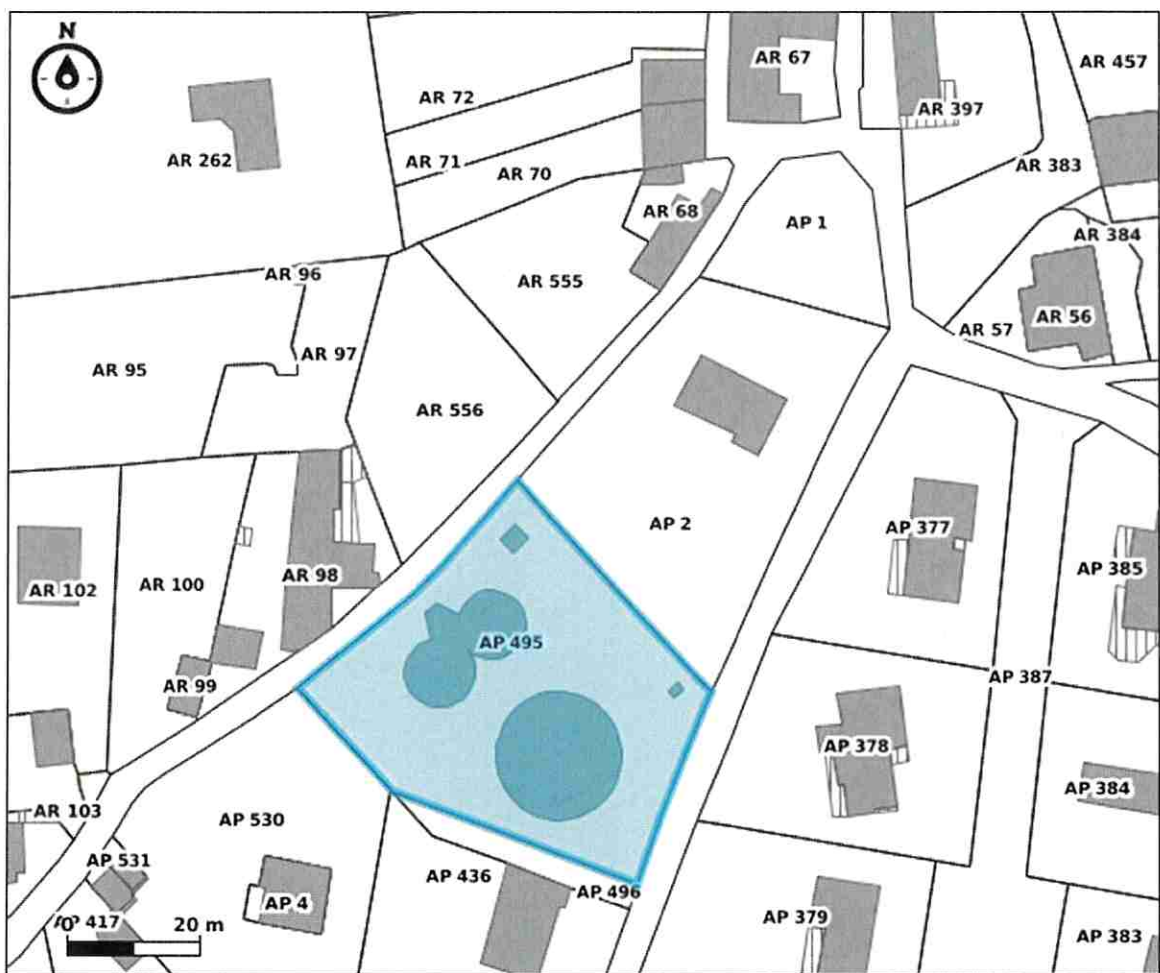 N
AR 67
AR 457
AR 72
AR 397
AR 262
AR 71
AR 70
AR 383
AR 68
AP 1
AR 384
AR 96
AR 555
AR 56
AR 57
AR 97
AR 95
AR 556
AP 2
AP 377
AP 385
AR 98
AR 100
AR 102
AP 495
AP 387
AR 99
AP 378
AP 384
AR 103
AP 530
AP 531
AP 436
AP 496
AP 4
AP 379
AP 417
AP 383
0 20 m